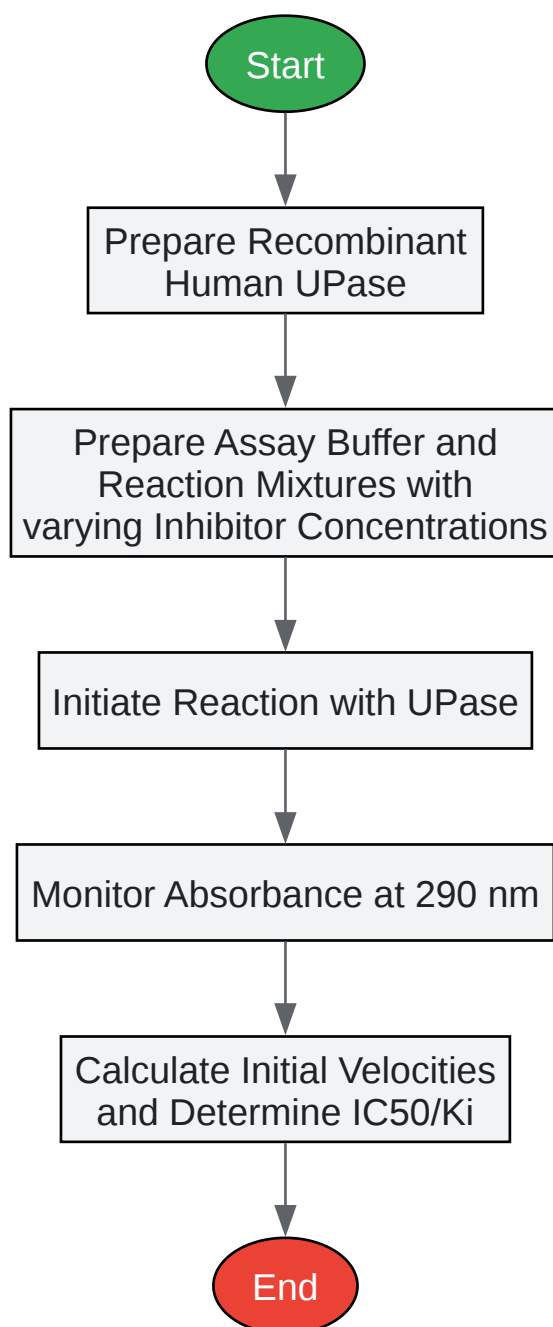 Start
Prepare Recombinant
Human UPase
Prepare Assay Buffer and
Reaction Mixtures with
varying Inhibitor Concentrations
Initiate Reaction with UPase
Monitor Absorbance at 290 nm
Calculate Initial Velocities
and Determine IC50/Ki
End